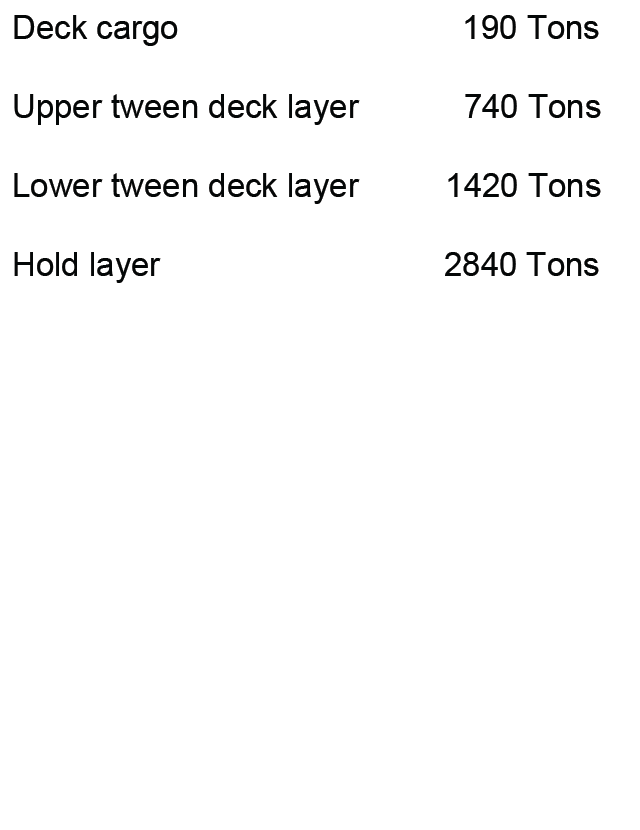 Deck cargo 190 Tons
Upper tween deck layer 740 Tons
Lower tween deck layer 1420 Tons
Hold layer 2840 Tons